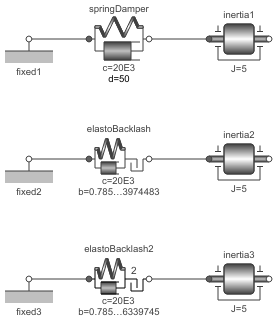 springDamper
inertia1
fixed1
c=20E3
d=50
J=5
elastoBacklash
inertia2
fixed2
c=20E3
b=0.785...3974483
J=5
elastoBacklash2
inertia3
2
fixed3
c=20E3
b=0.785...6339745
J=5